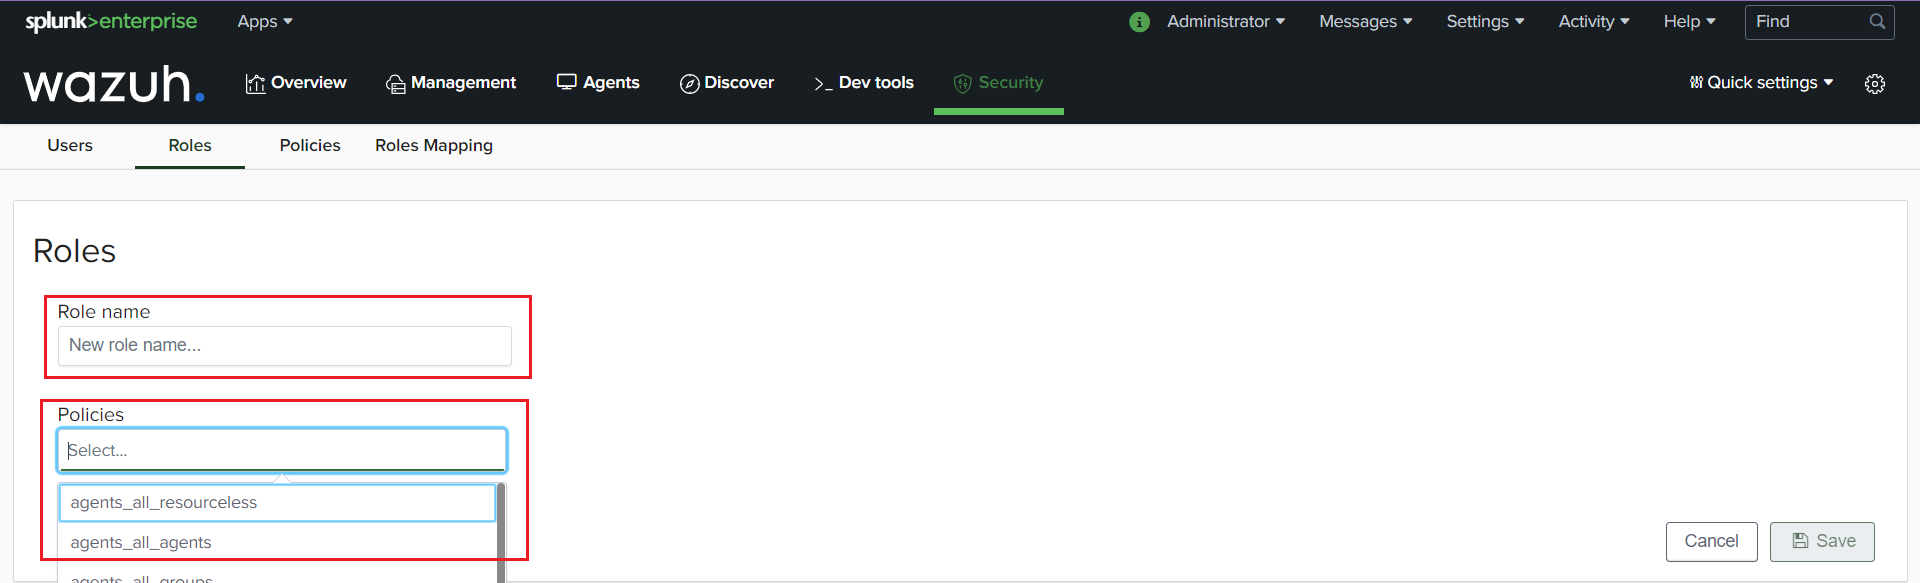 splunk>enterprise Apps Administrator Messages Settings Activity Help Find
wazuh. Overview Management Agents Discover Dev tools Security Quick settings
Users Roles Policies Roles Mapping
Roles
Role name
New role name...
Policies
Select...
agents_all_resourceless
agents_all_agents
agents_all_groups
Cancel Save